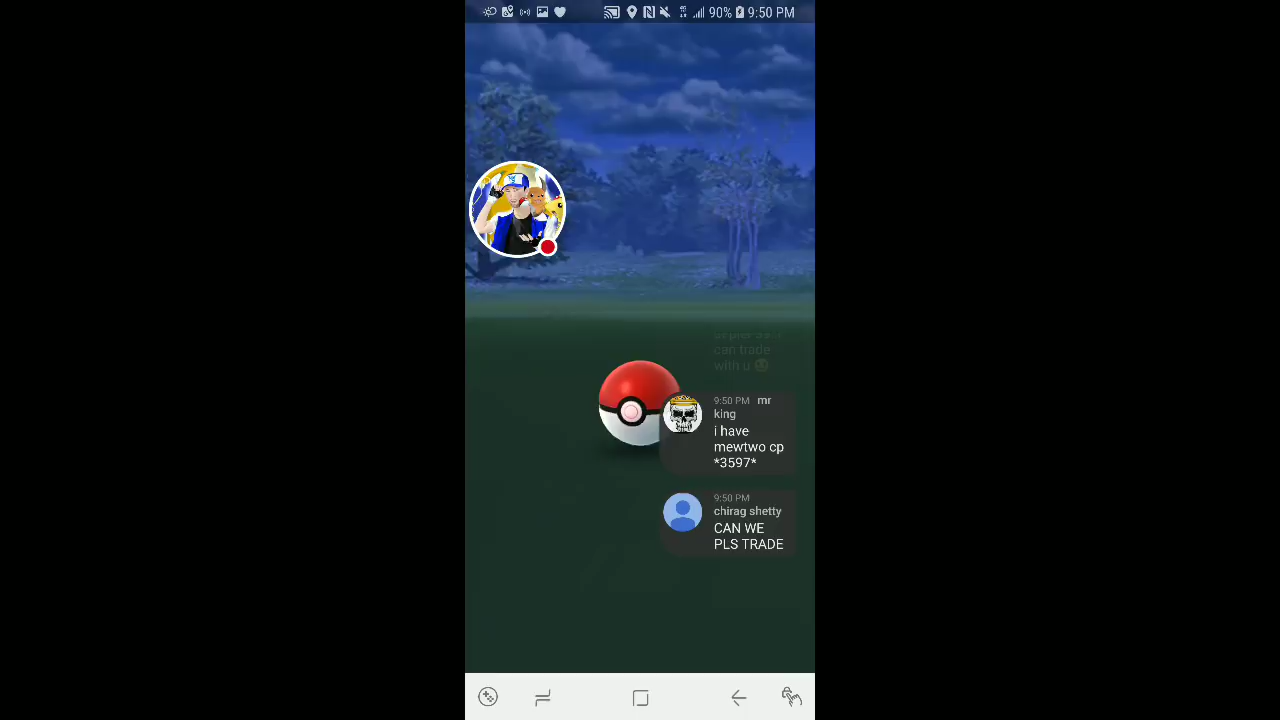 90% 9:50 PM
can trade
with u
9:50 PM mr
king
i have
mewtwo cp
*3597*
9:50 PM
chirag shetty
CAN WE
PLS TRADE